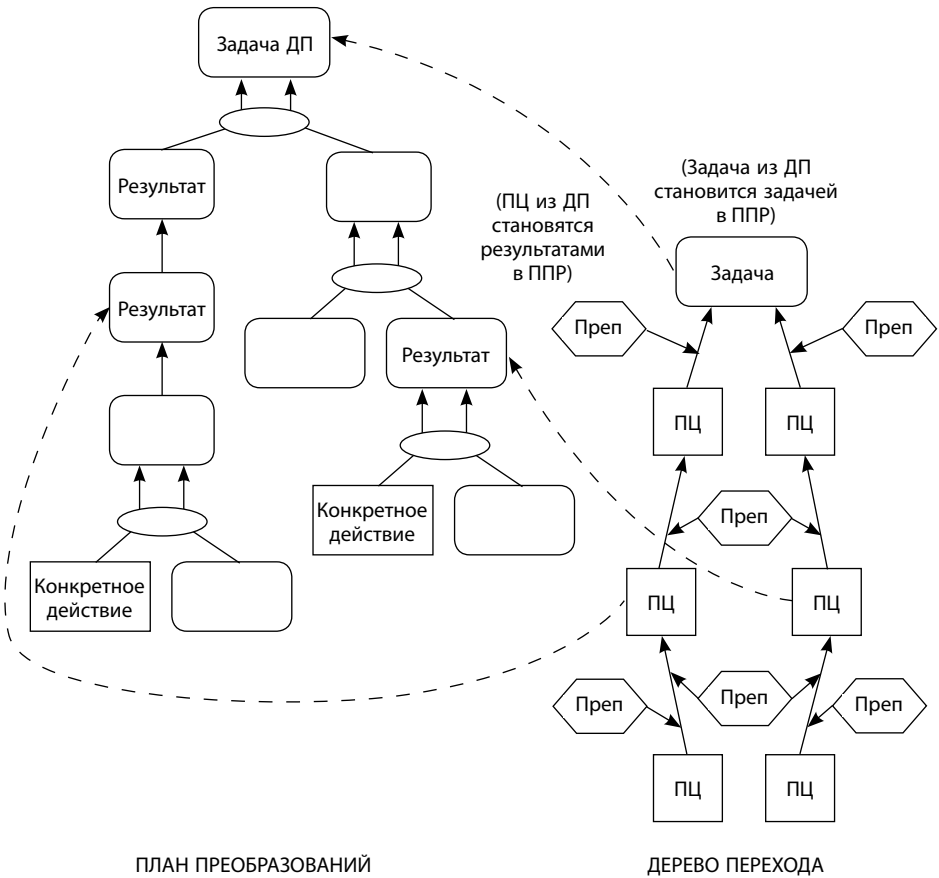 Задача ДП
Результат
Результат
Конкретное
действие
(ПЦ из ДП
становятся
результатами
в ППР)
Результат
Конкретное
действие
(Задача из ДП
становится задачей
в ППР)
Задача
Преп
Преп
ПЦ
ПЦ
Преп
ПЦ
ПЦ
Преп
Преп
Преп
ПЦ
ПЦ
ПЛАН ПРЕОБРАЗОВАНИЙ
ДЕРЕВО ПЕРЕХОДА